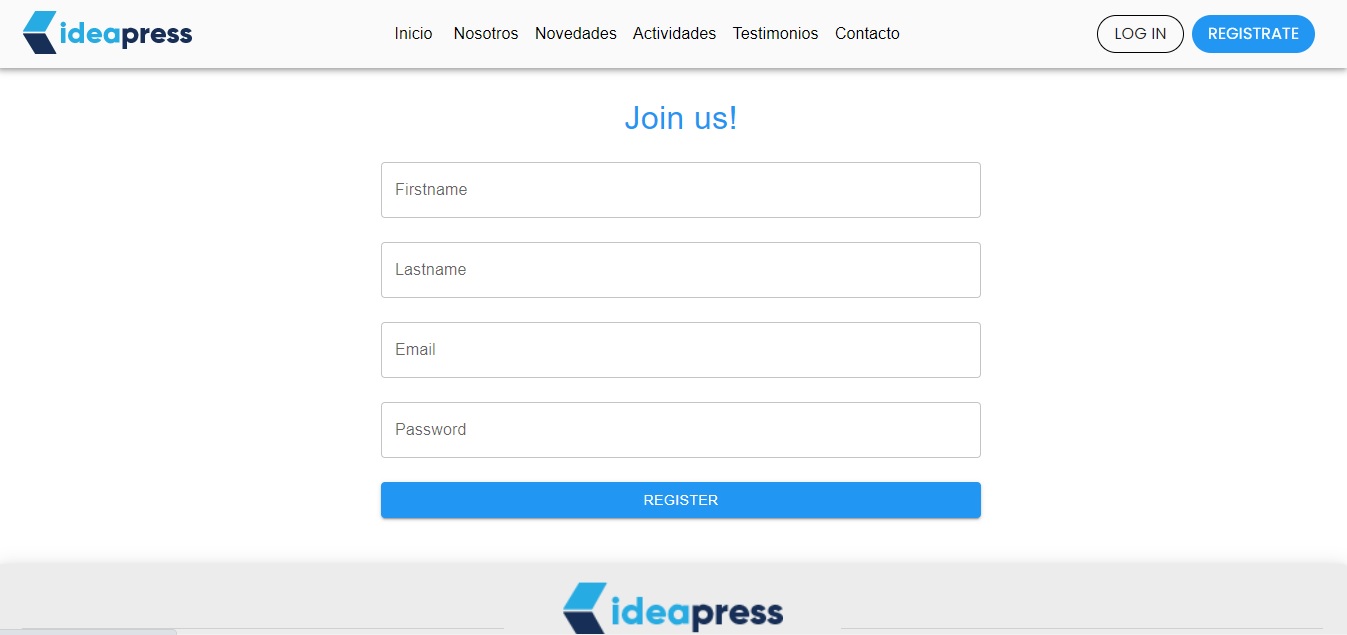 ideapress Inicio Nosotros Novedades Actividades Testimonios Contacto LOG IN REGISTRATE
Join us!
Firstname
Lastname
Email
Password
REGISTER
ideapress